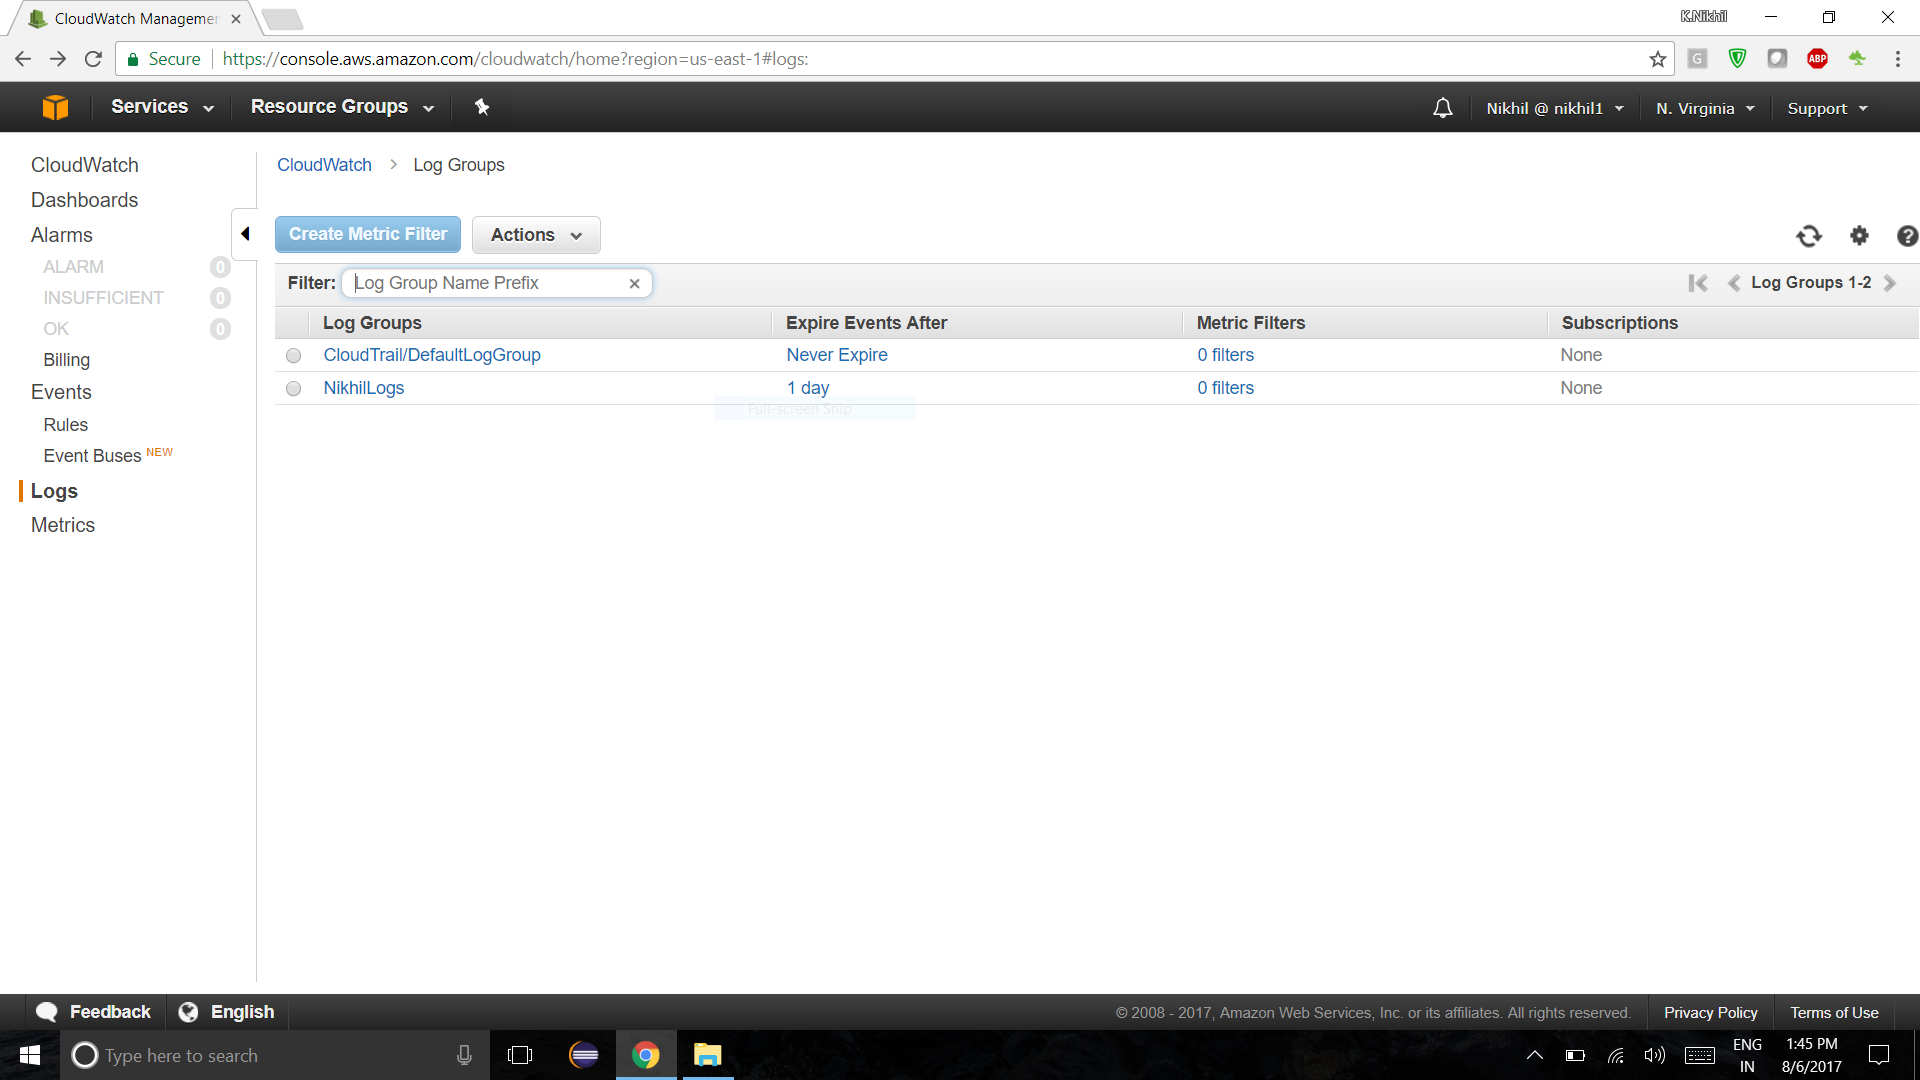 CloudWatch Managemer
K.Nikhil
Secure
https://console.aws.amazon.com/cloudwatch/home?region=us-east-1#logs:
G
ABP
Services
Resource Groups
Nikhil @ nikhil1
N. Virginia
Support
CloudWatch
Dashboards
Alarms
ALARM 0
INSUFFICIENT 0
OK 0
Billing
Events
Rules
Event Buses NEW
Logs
Metrics
CloudWatch > Log Groups
Create Metric Filter
Actions
Filter: Log Group Name Prefix
Log Groups 1-2
Log Groups Expire Events After Metric Filters Subscriptions
CloudTrail/DefaultLogGroup Never Expire 0 filters None
NikhilLogs 1 day 0 filters None
Full-screen Snip
Feedback
English
© 2008 - 2017, Amazon Web Services, Inc. or its affiliates. All rights reserved.
Privacy Policy
Terms of Use
Type here to search
ENG
IN
1:45 PM
8/6/2017